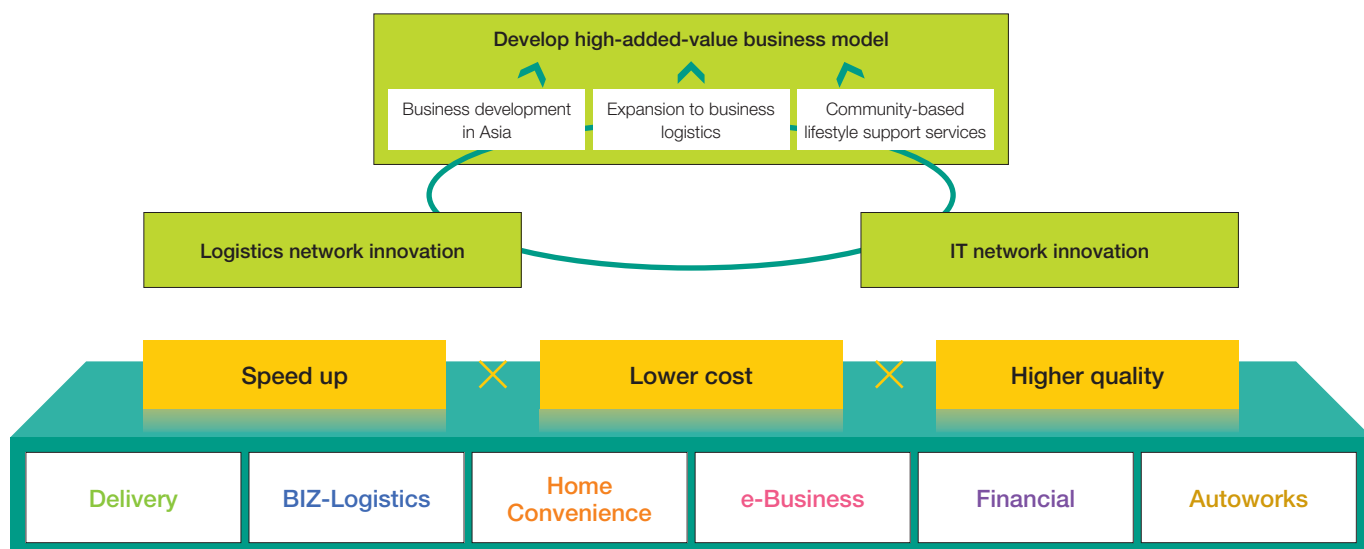 Develop high-added-value business model
Business development
in Asia
Expansion to business
logistics
Community-based
lifestyle support services
Logistics network innovation
IT network innovation
Speed up
Lower cost
Higher quality
Delivery
BIZ-Logistics
Home
Convenience
e-Business
Financial
Autoworks